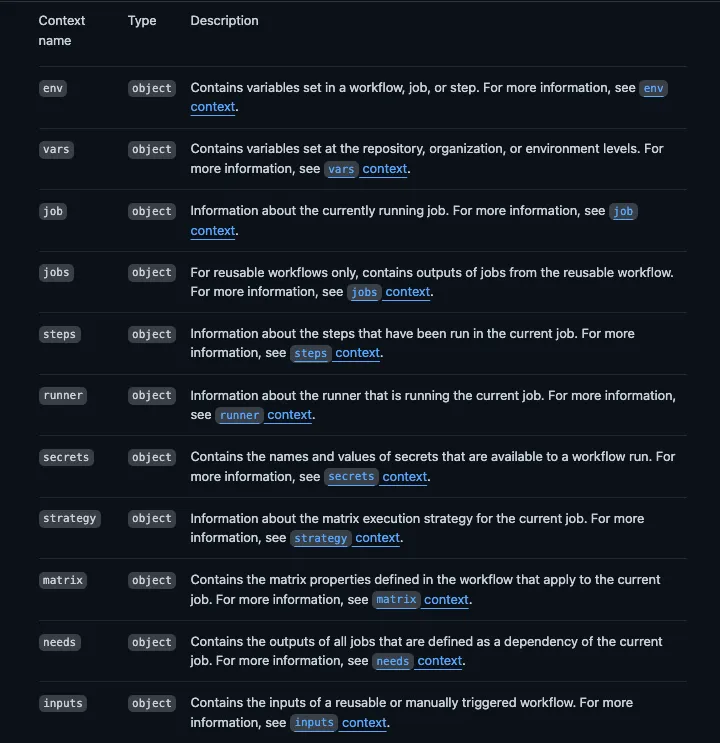 Context name Type Description
env object Contains variables set in a workflow, job, or step. For more information, see env
context.
vars object Contains variables set at the repository, organization, or environment levels. For
more information, see vars context.
job object Information about the currently running job. For more information, see job
context.
jobs object For reusable workflows only, contains outputs of jobs from the reusable workflow.
For more information, see jobs context.
steps object Information about the steps that have been run in the current job. For more
information, see steps context.
runner object Information about the runner that is running the current job. For more information,
see runner context.
secrets object Contains the names and values of secrets that are available to a workflow run. For
more information, see secrets context.
strategy object Information about the matrix execution strategy for the current job. For more
information, see strategy context.
matrix object Contains the matrix properties defined in the workflow that apply to the current
job. For more information, see matrix context.
needs object Contains the outputs of all jobs that are defined as a dependency of the current
job. For more information, see needs context.
inputs object Contains the inputs of a reusable or manually triggered workflow. For more
information, see inputs context.